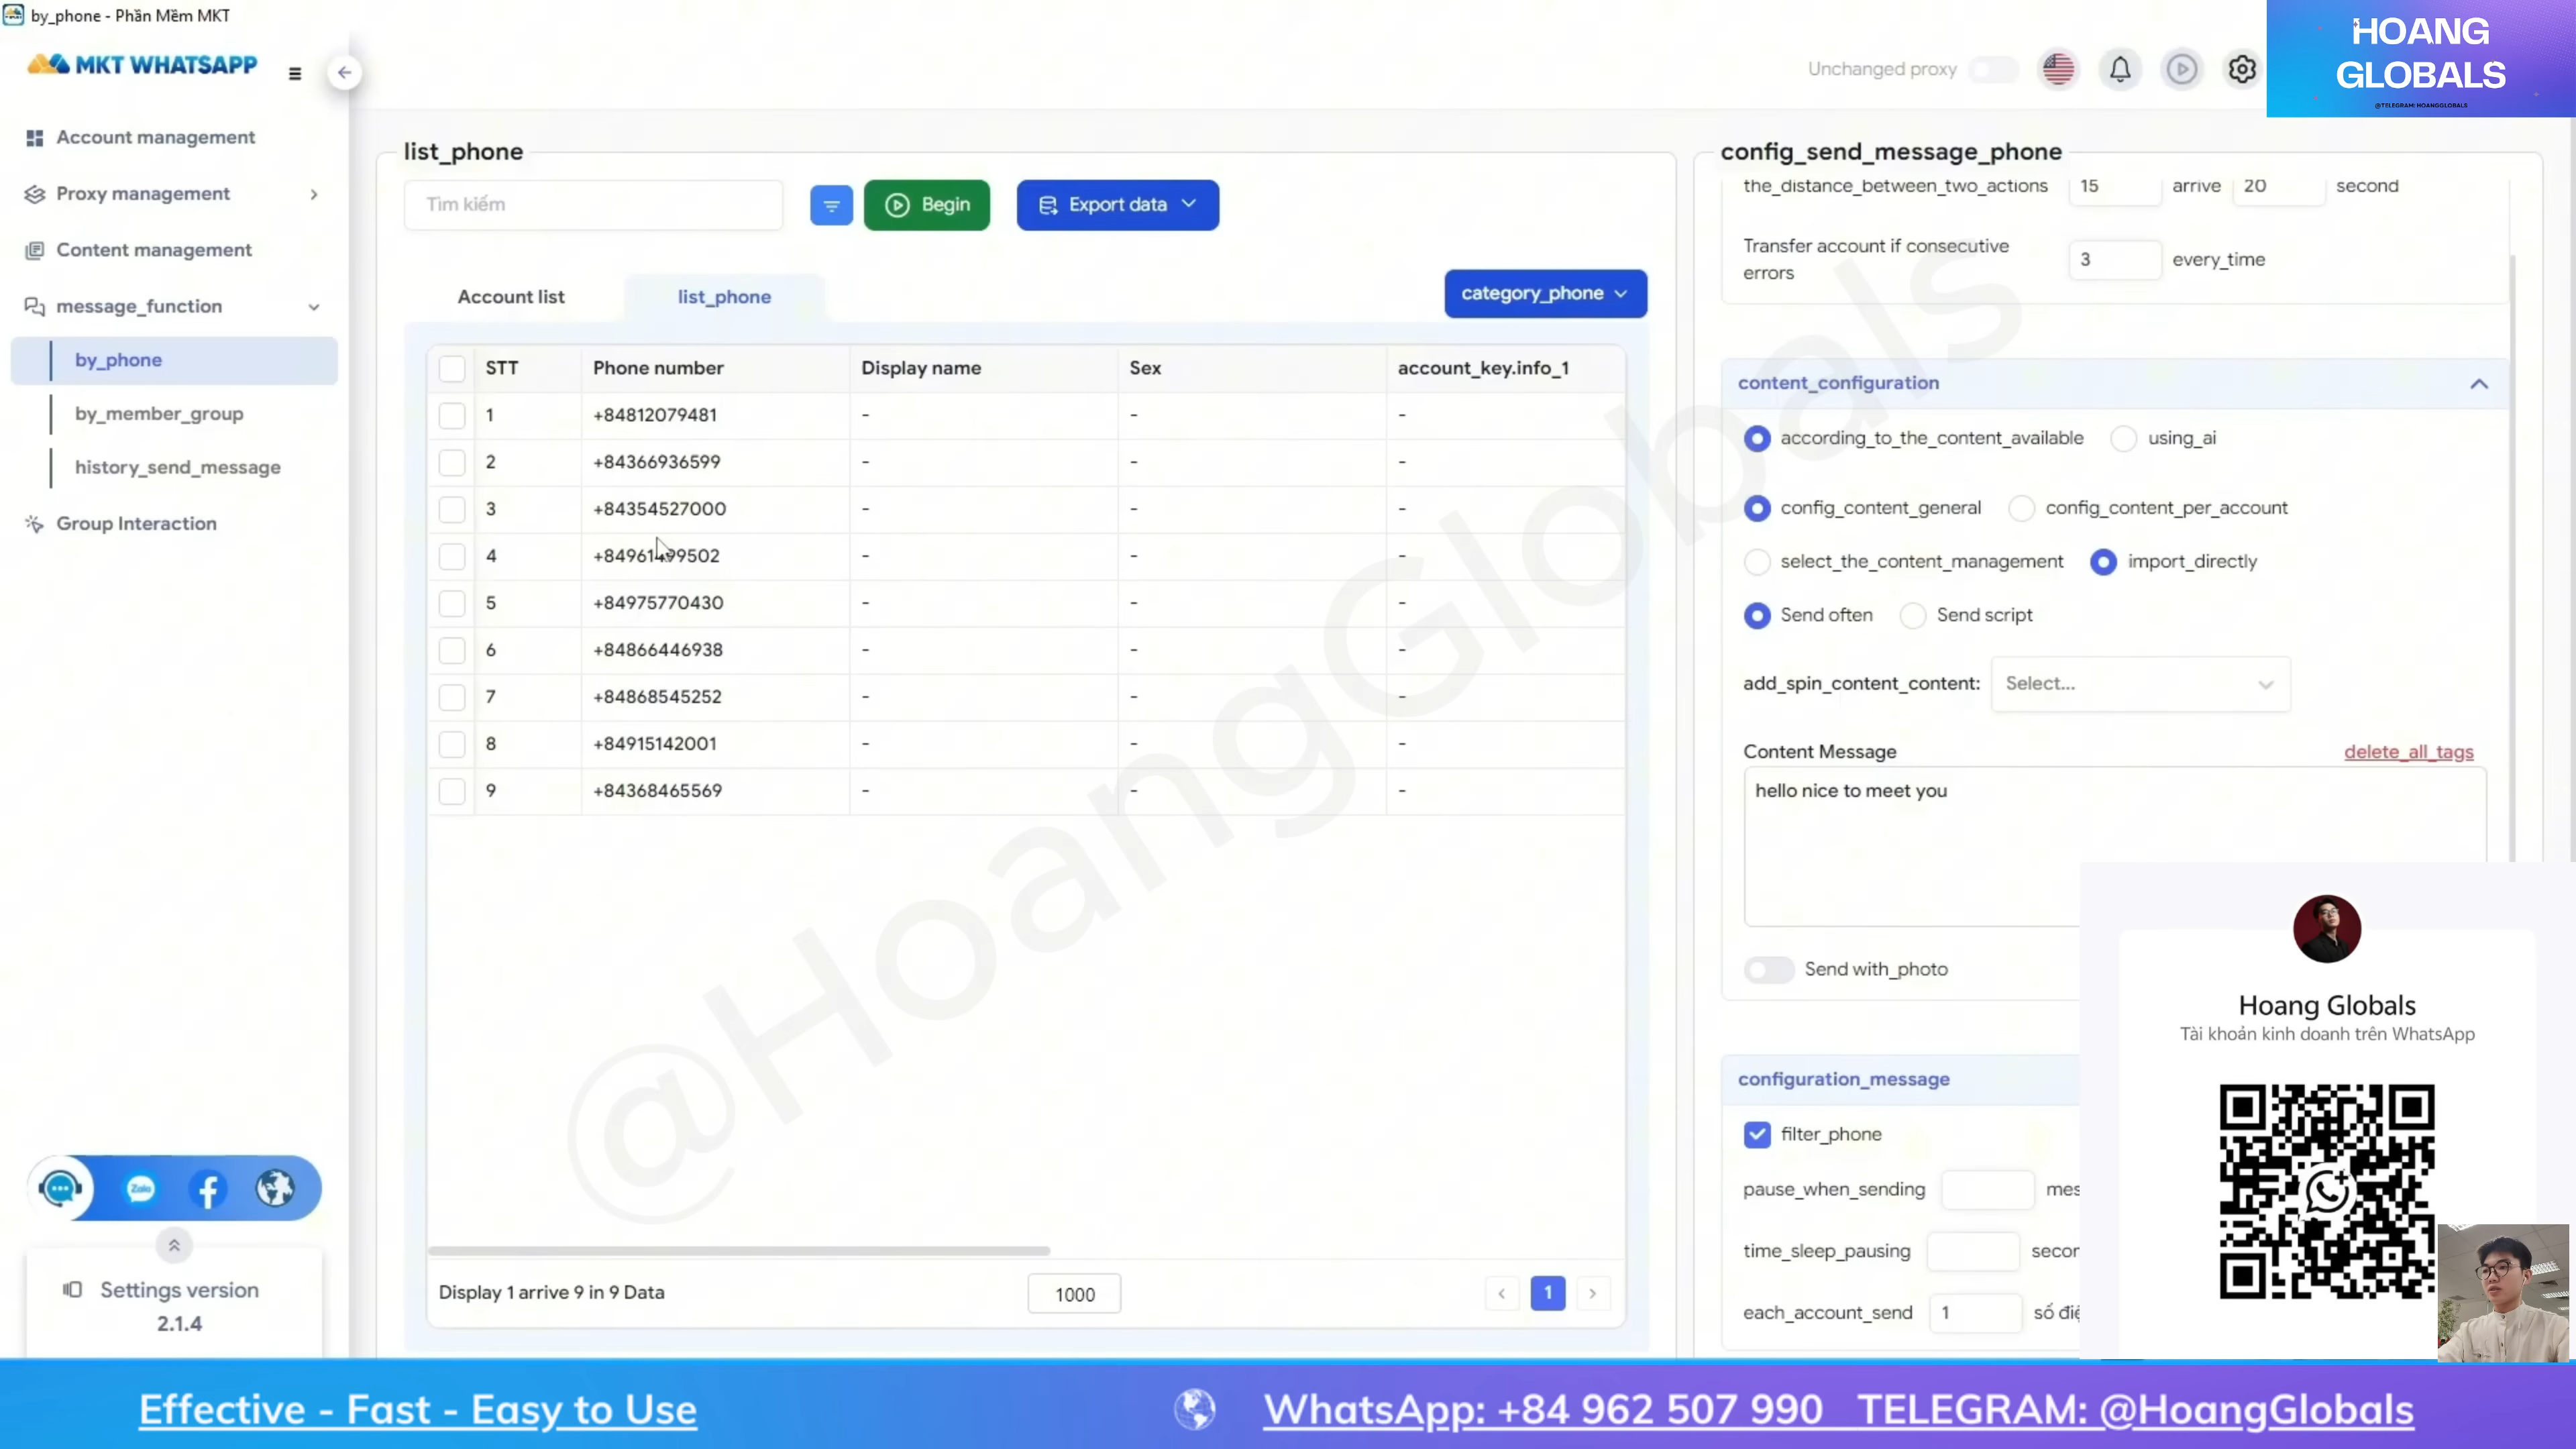 by_phone - Phần Mềm MKT
HOANG
GLOBALS
@TELEGRAM: HOANGGLOBALS
MKT WHATSAPP
Unchanged proxy
Account management
Proxy management
Content management
message_function
by_phone
by_member_group
history_send_message
Group Interaction
Zalo
Settings version
2.1.4
list_phone
Tìm kiếm
Begin
Export data
Account list
list_phone
category_phone
STT Phone number Display name Sex account_key.info_1
1 +84812079481 - - -
2 +84366936599 - - -
3 +84354527000 - - -
4 - - -
5 +84975770430 - - -
6 +84866446938 - - -
7 +84868545252 - - -
8 +84915142001 - - -
9 +84368465569 - - -
Display 1 arrive 9 in 9 Data
1000
1
config_send_message_phone
the_distance_between_two_actions 15 arrive 20 second
Transfer account if consecutive
errors 3 every_time
content_configuration
according_to_the_content_available using_ai
config_content_general config_content_per_account
select_the_content_management import_directly
Send often Send script
add_spin_content_content: Select...
Content Message delete_all_tags
hello nice to meet you
Send with_photo
configuration_message
filter_phone
pause_when_sending mes
time_sleep_pausing secon
each_account_send 1 số
@HoangGlobals
Hoang Globals
Tài khoản kinh doanh trên WhatsApp
Effective - Fast - Easy to Use
WhatsApp: +84 962 507 990 TELEGRAM: @HoangGlobals